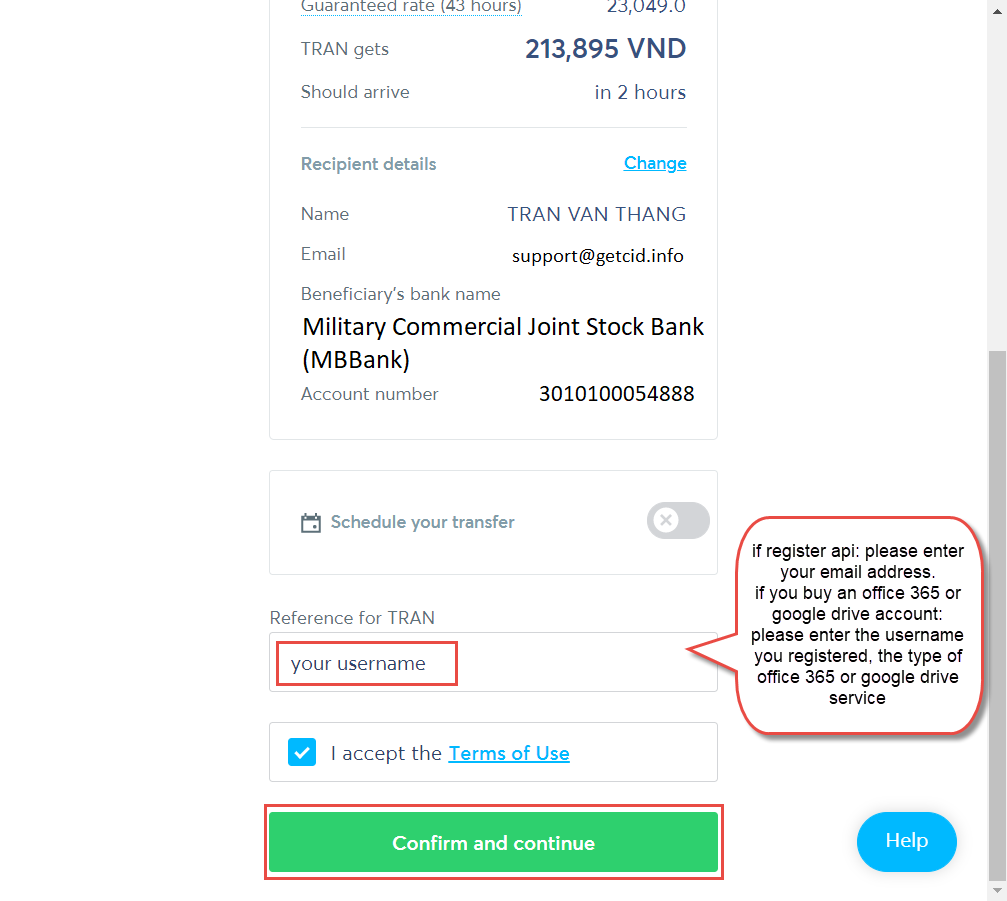 Guaranteed rate (43 hours) 23,049.0
TRAN gets 213,895 VND
Should arrive in 2 hours
Recipient details Change
Name TRAN VAN THANG
Email support@getcid.info
Beneficiary's bank name
Military Commercial Joint Stock Bank
(MBBank)
Account number 3010100054888
Schedule your transfer
if register api: please enter
your email address.
if you buy an office 365 or
google drive account:
please enter the username
you registered, the type of
office 365 or google drive
service
Reference for TRAN
your username
I accept the Terms of Use
Confirm and continue
Help